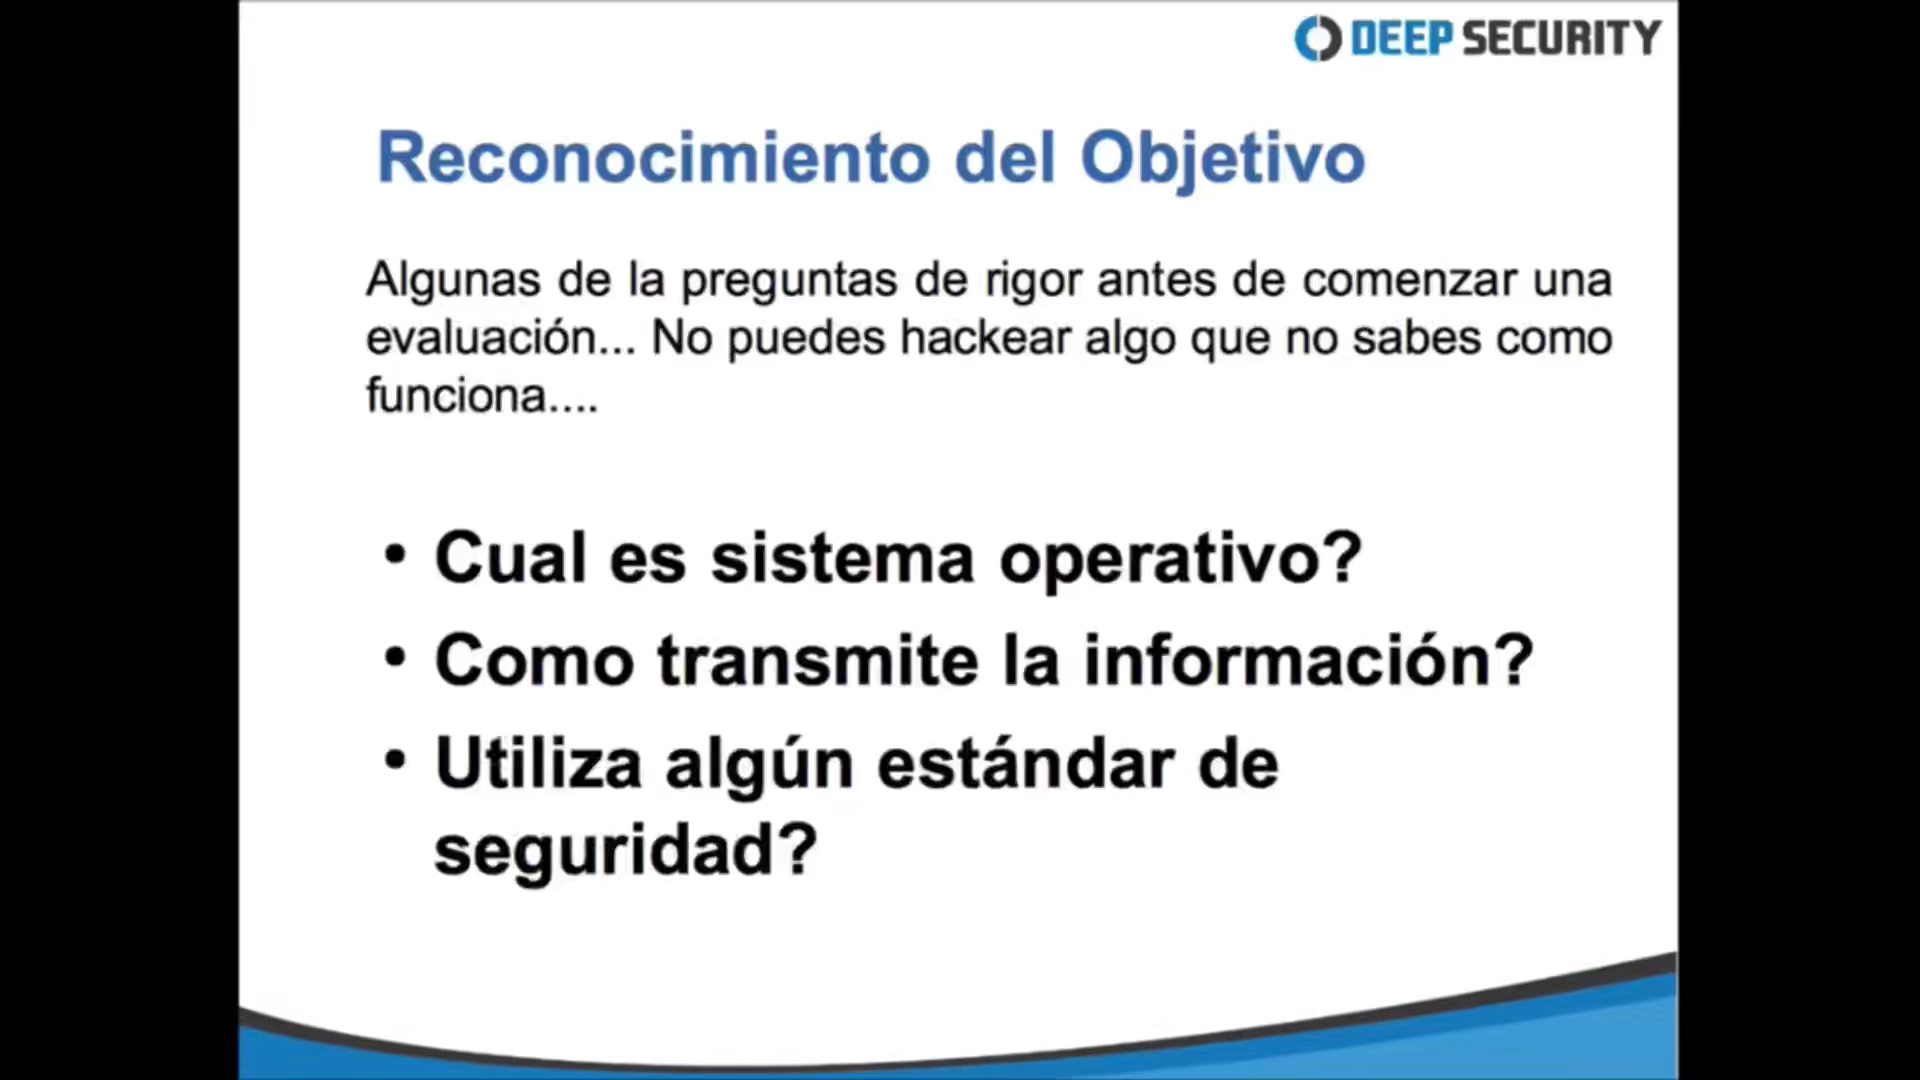 DEEP SECURITY
Reconocimiento del Objetivo
Algunas de la preguntas de rigor antes de comenzar una
evaluación... No puedes hackear algo que no sabes como
funciona....
• Cual es sistema operativo?
• Como transmite la información?
• Utiliza algún estándar de
seguridad?